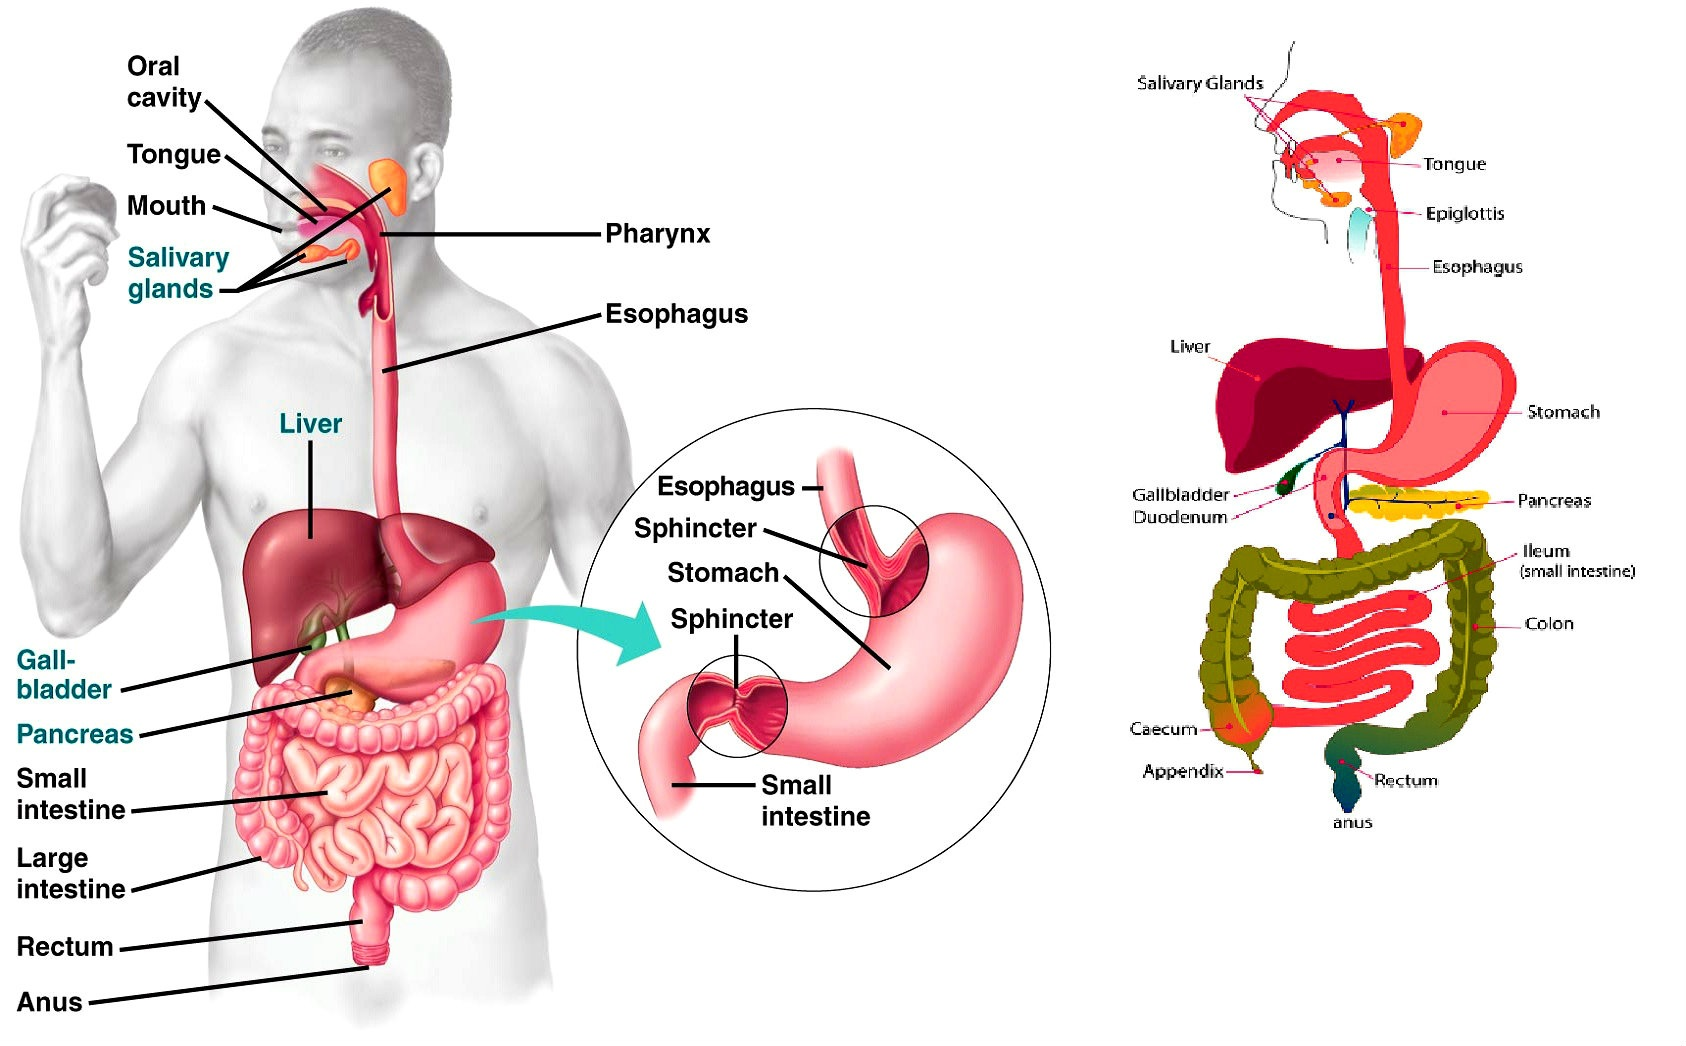 Oral
cavity
Tongue
Mouth
Salivary
glands
Pharynx
Esophagus
Liver
Gall-
bladder
Pancreas
Small
intestine
Large
intestine
Rectum
Anus
Esophagus
Sphincter
Stomach
Sphincter
Small
intestine
Salivary Glands
Tongue
Epiglottis
Esophagus
Liver
Stomach
Gallbladder
Duodenum
Pancreas
Ileum
(small intestine)
Colon
Caecum
Appendix
Rectum
anus